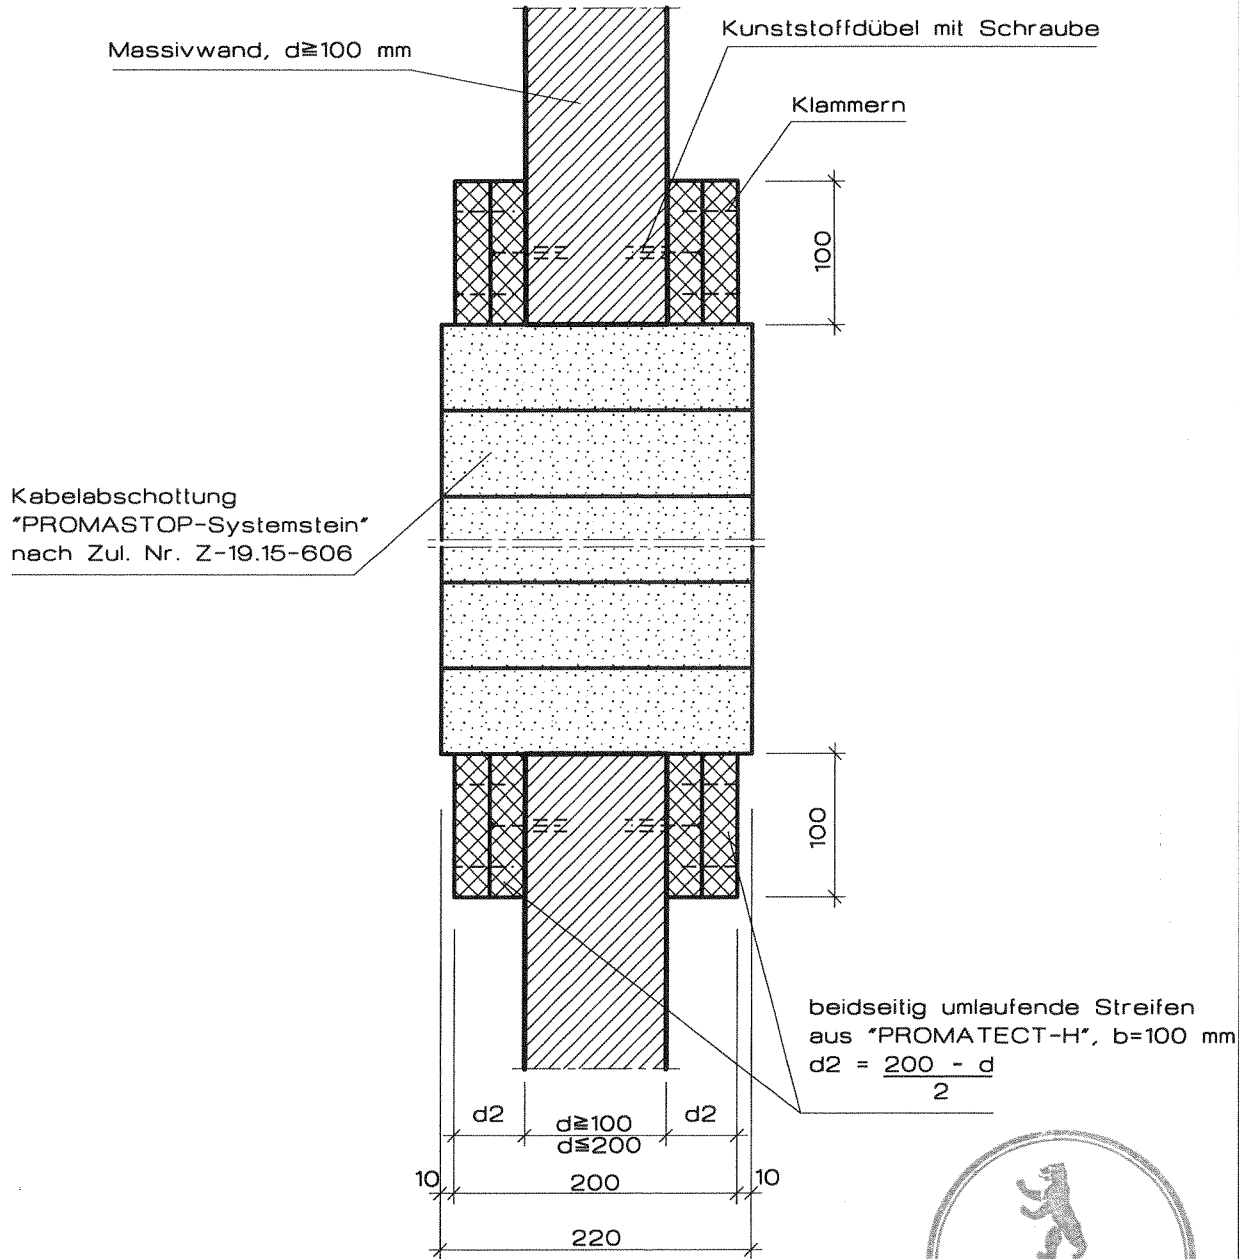 Kunststoffdübel mit Schraube
Massivwand, d≧100 mm
Klammern
100
Kabelabschottung
"PROMASTOP-Systemstein"
nach Zul. Nr. Z-19.15-606
100
beidseitig umlaufende Streifen
aus "PROMATECT-H", b=100 mm
d2 = 200 - d
2
d2
d≧100
d≦200
d2
10
200
10
220